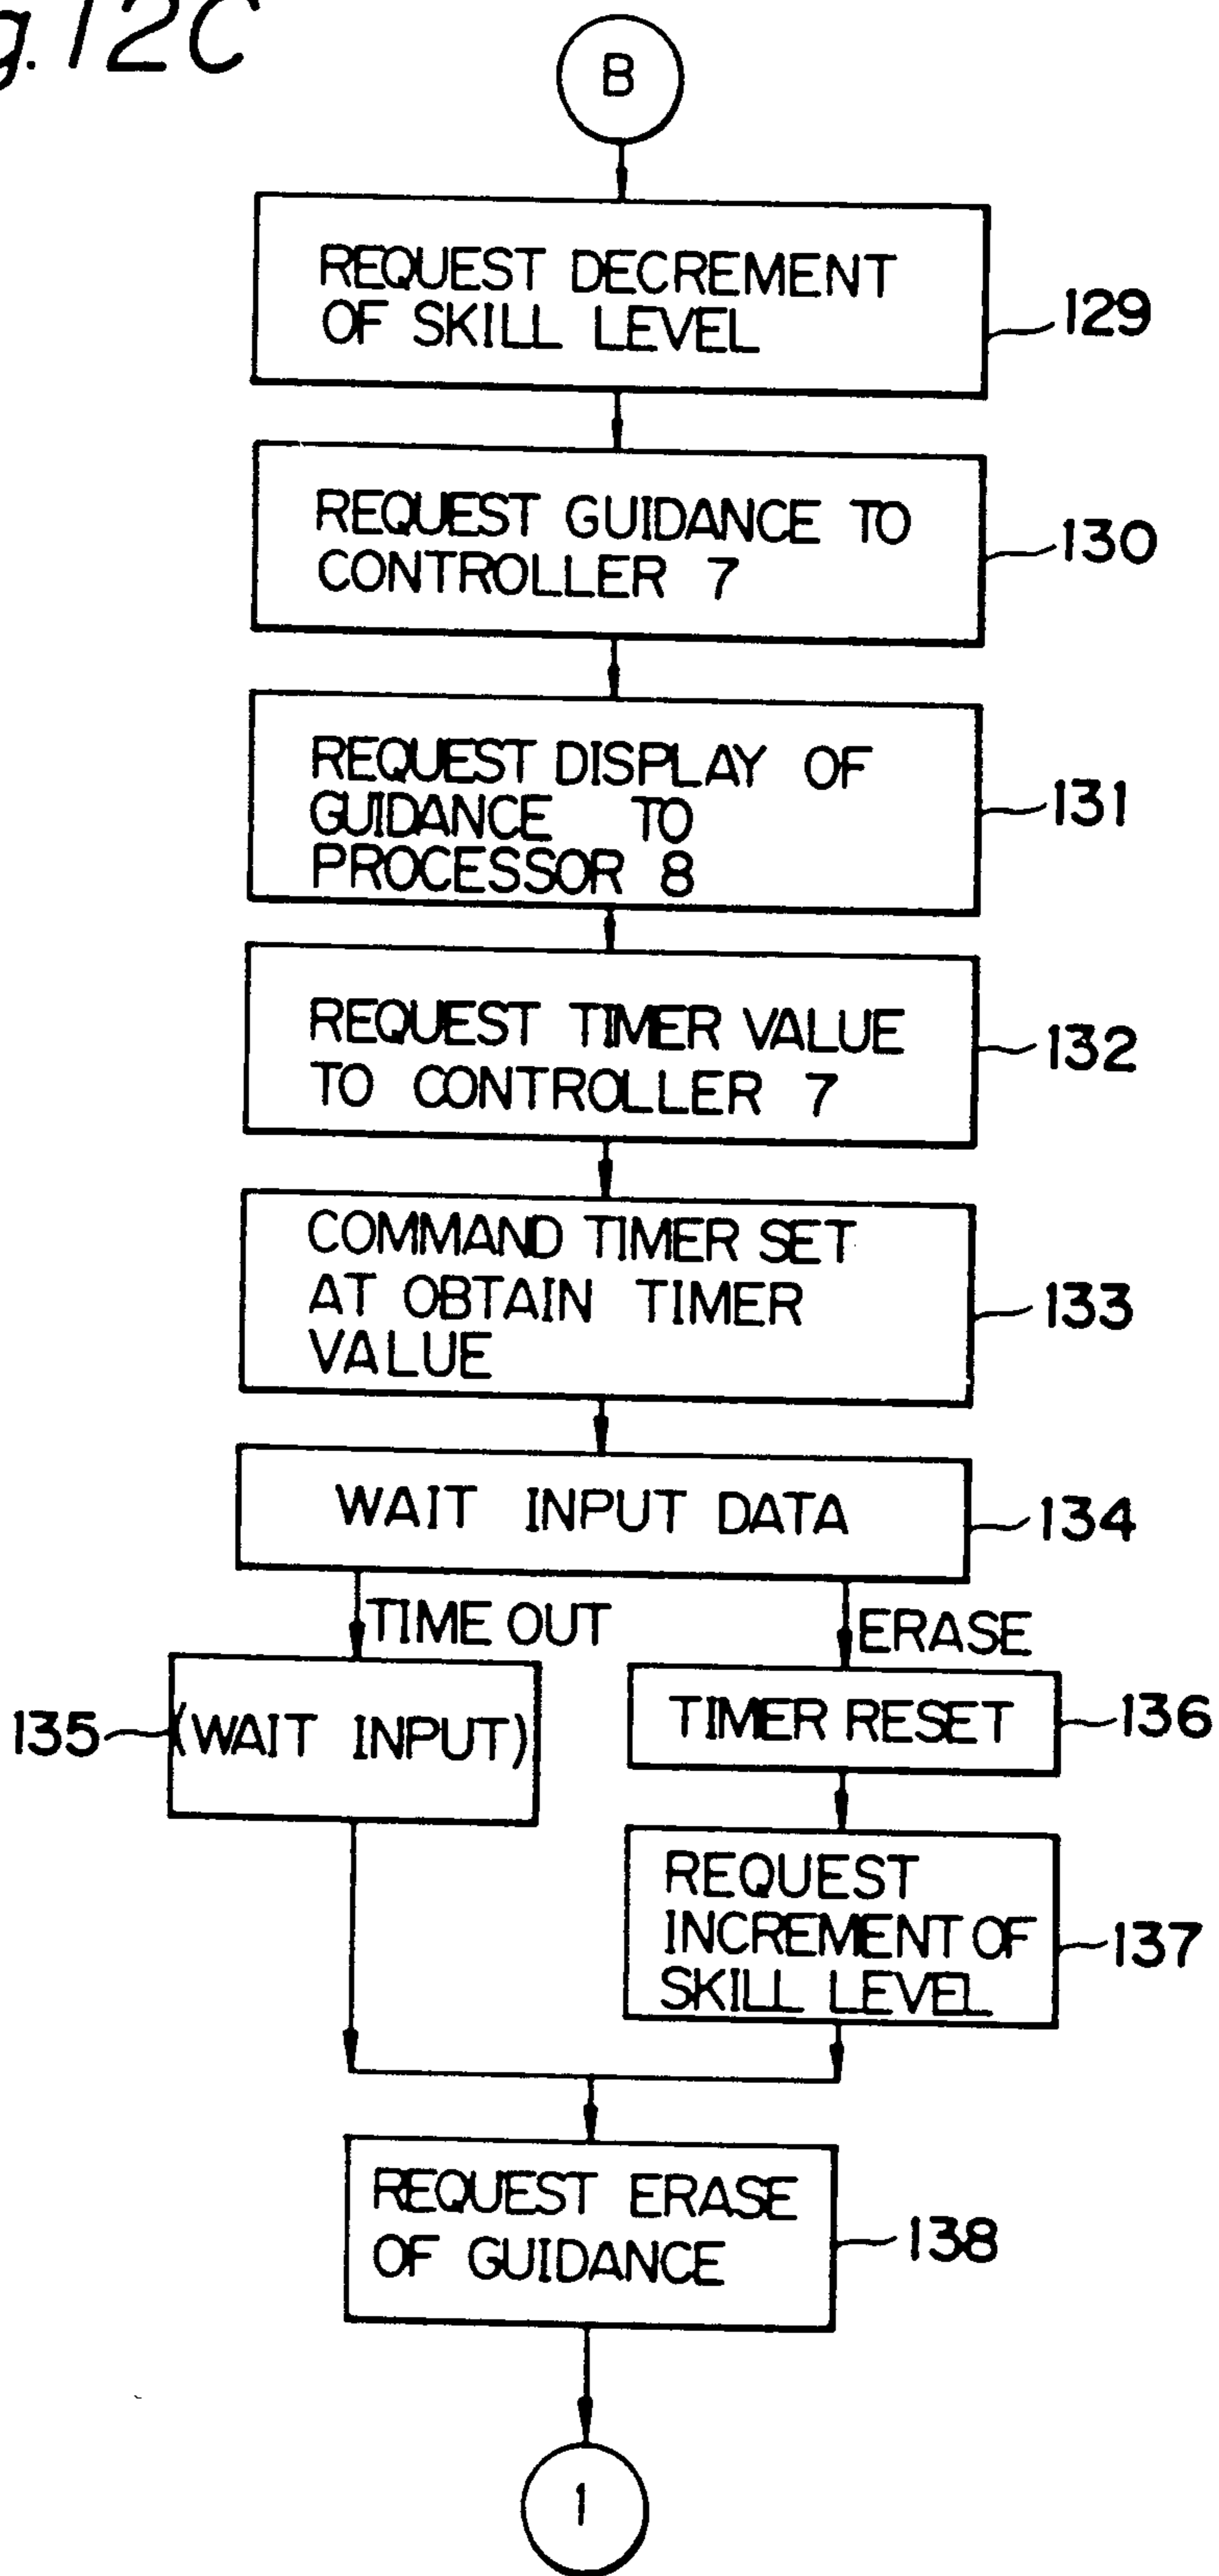 g. 12C
B
REQUEST DECREMENT
OF SKILL LEVEL
129
REQUEST GUIDANCE TO
CONTROLLER 7
130
REQUEST DISPLAY OF
GUIDANCE TO
PROCESSOR 8
131
REQUEST TIMER VALUE
TO CONTROLLER 7
132
COMMAND TIMER SET
AT OBTAIN TIMER
VALUE
133
WAIT INPUT DATA
134
TIME OUT
ERASE
135
(WAIT INPUT)
TIMER RESET
136
REQUEST
INCREMENT OF
SKILL LEVEL
137
REQUEST ERASE
OF GUIDANCE
138
1